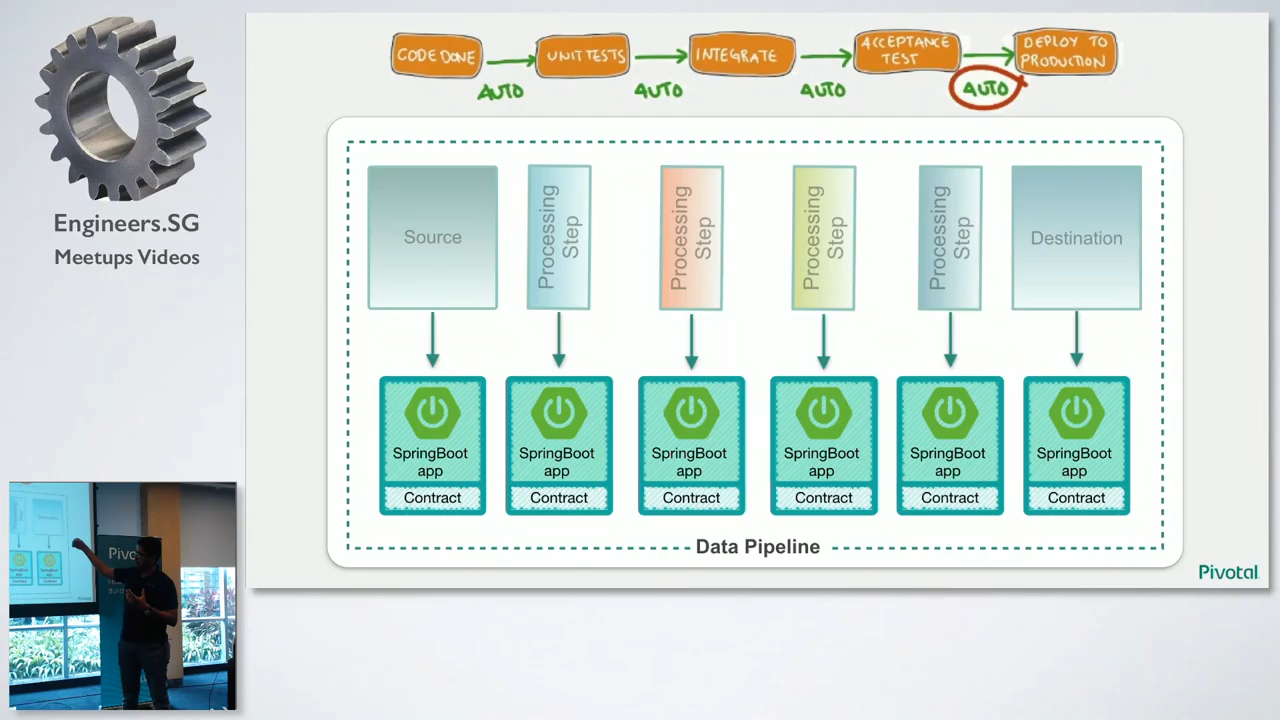 Engineers.SG
Meetups Videos
CODE DONE
UNIT TESTS
INTEGRATE
ACCEPTANCE
TEST
DEPLOY TO
PRODUCTION
AUTO
AUTO
AUTO
AUTO
Source
Processing
Step
Processing
Step
Processing
Step
Processing
Step
Destination
SpringBoot
app
Contract
SpringBoot
app
Contract
SpringBoot
app
Contract
SpringBoot
app
Contract
SpringBoot
app
Contract
SpringBoot
app
Contract
Data Pipeline
Pivotal